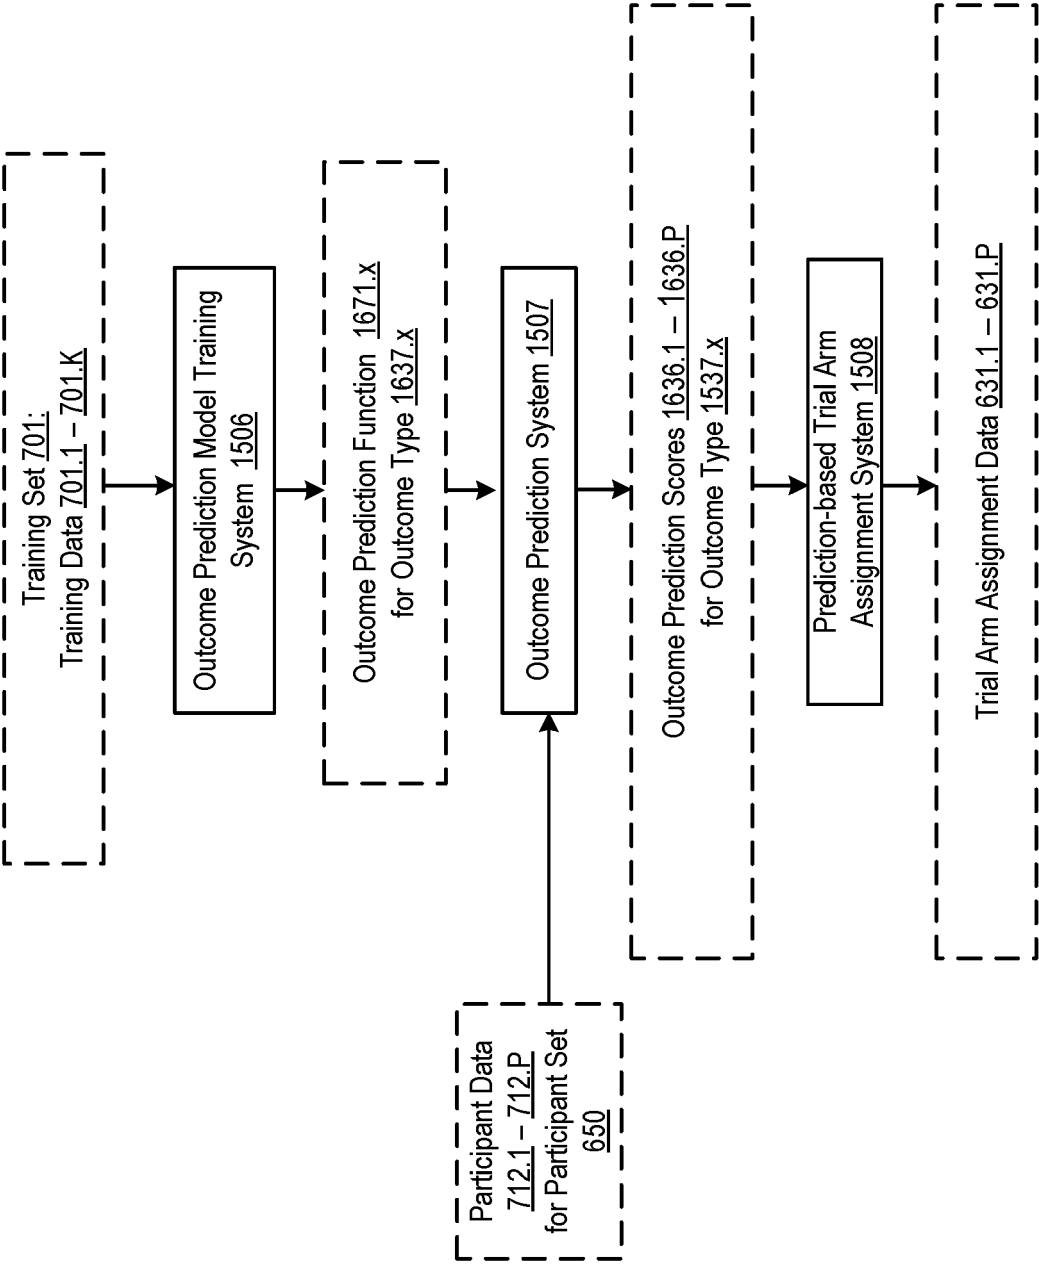 Training Set 701:
Training Data 701.1 – 701.K
Outcome Prediction Model Training
System 1506
Outcome Prediction Function 1671.x
for Outcome Type 1637.x
Participant Data
712.1 – 712.P
for Participant Set
650
Outcome Prediction System 1507
Outcome Prediction Scores 1636.1 – 1636.P
for Outcome Type 1537.x
Prediction-based Trial Arm
Assignment System 1508
Trial Arm Assignment Data 631.1 – 631.P